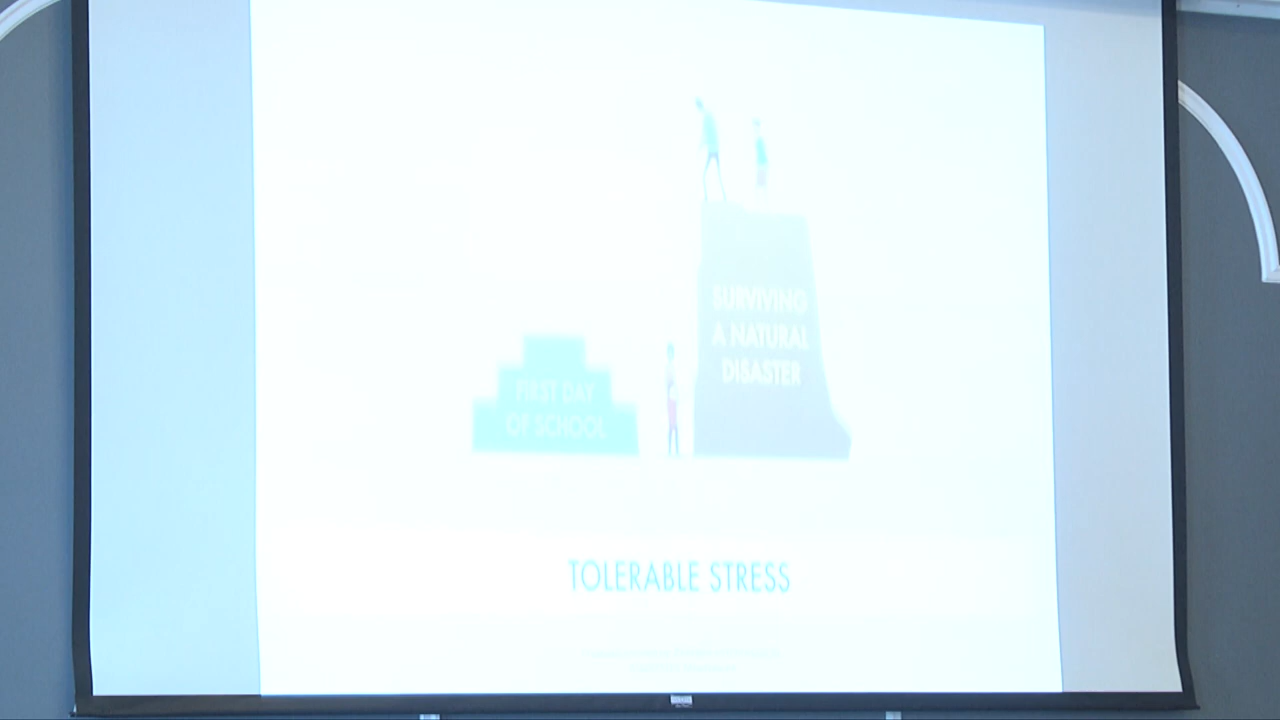 SURVIVING
A NATURAL
DISASTER
FIRST DAY
OF SCHOOL
TOLERABLE STRESS